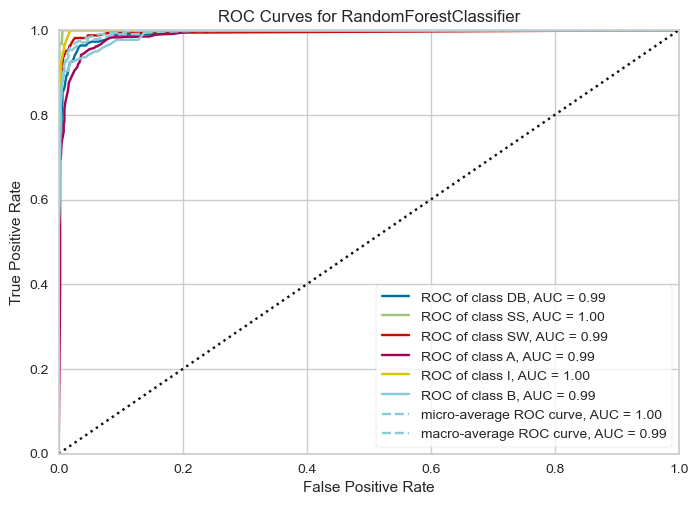 ROC Curves for RandomForestClassifier
1.0
0.8
0.6
0.4
0.2
0.0
True Positive Rate
ROC of class DB, AUC = 0.99
ROC of class SS, AUC = 1.00
ROC of class SW, AUC = 0.99
ROC of class A, AUC = 0.99
ROC of class I, AUC = 1.00
ROC of class B, AUC = 0.99
micro-average ROC curve, AUC = 1.00
macro-average ROC curve, AUC = 0.99
0.0 0.2 0.4 0.6 0.8 1.0
False Positive Rate